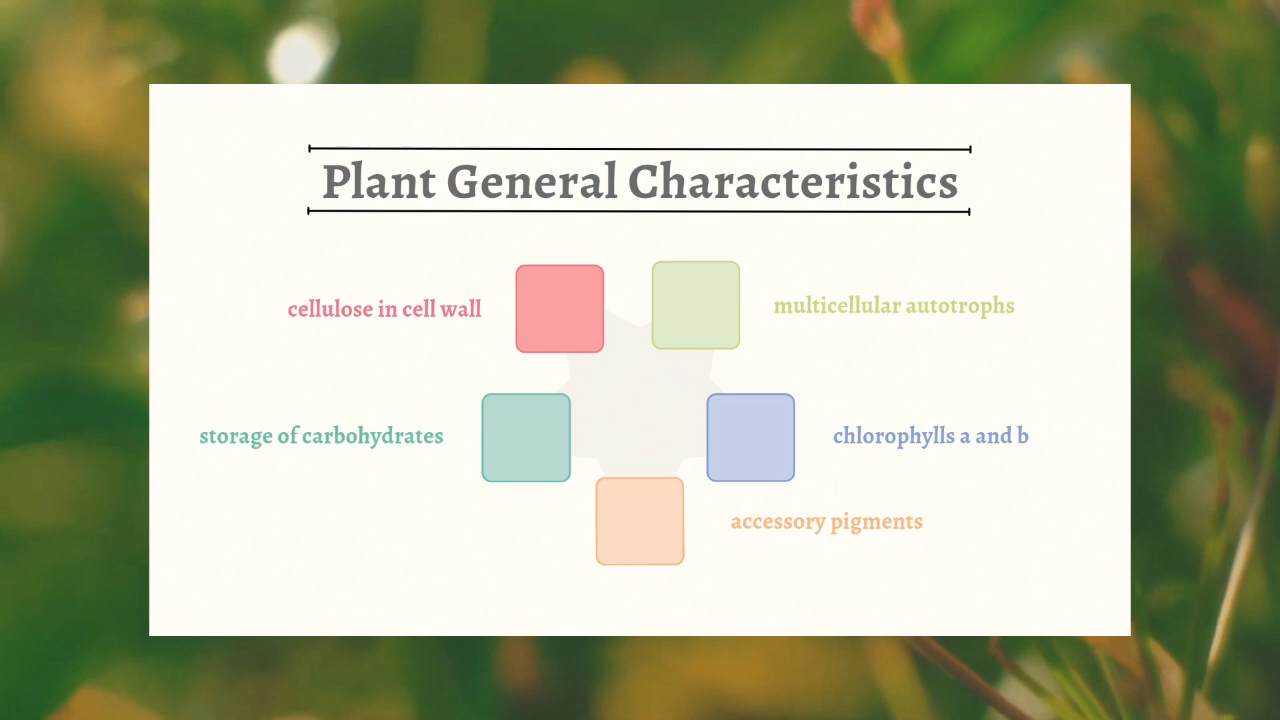 Plant General Characteristics
cellulose in cell wall
multicellular autotrophs
storage of carbohydrates
chlorophylls a and b
accessory pigments